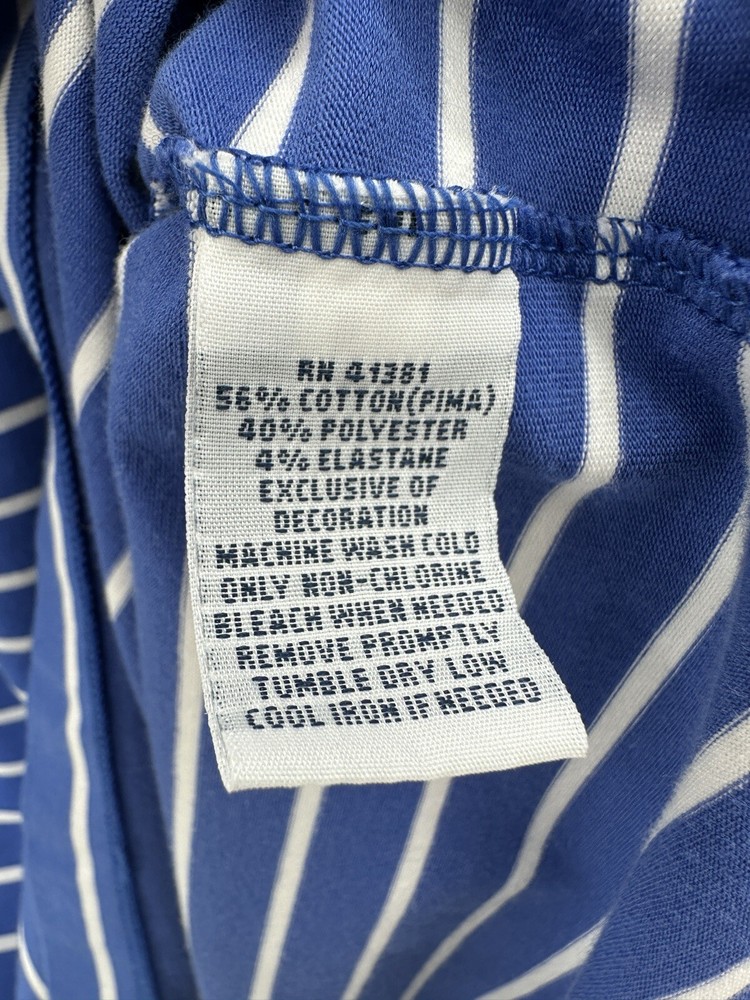 RN 41381
56% COTTON(PIMA)
40% POLYESTER
4% ELASTANE
EXCLUSIVE OF
DECORATION
MACHINE WASH COLD
ONLY NON-CHLORINE
BLEACH WHEN NEEDED
REMOVE PROMPTLY
TUMBLE DRY LOW
COOL IRON IF NEEDED